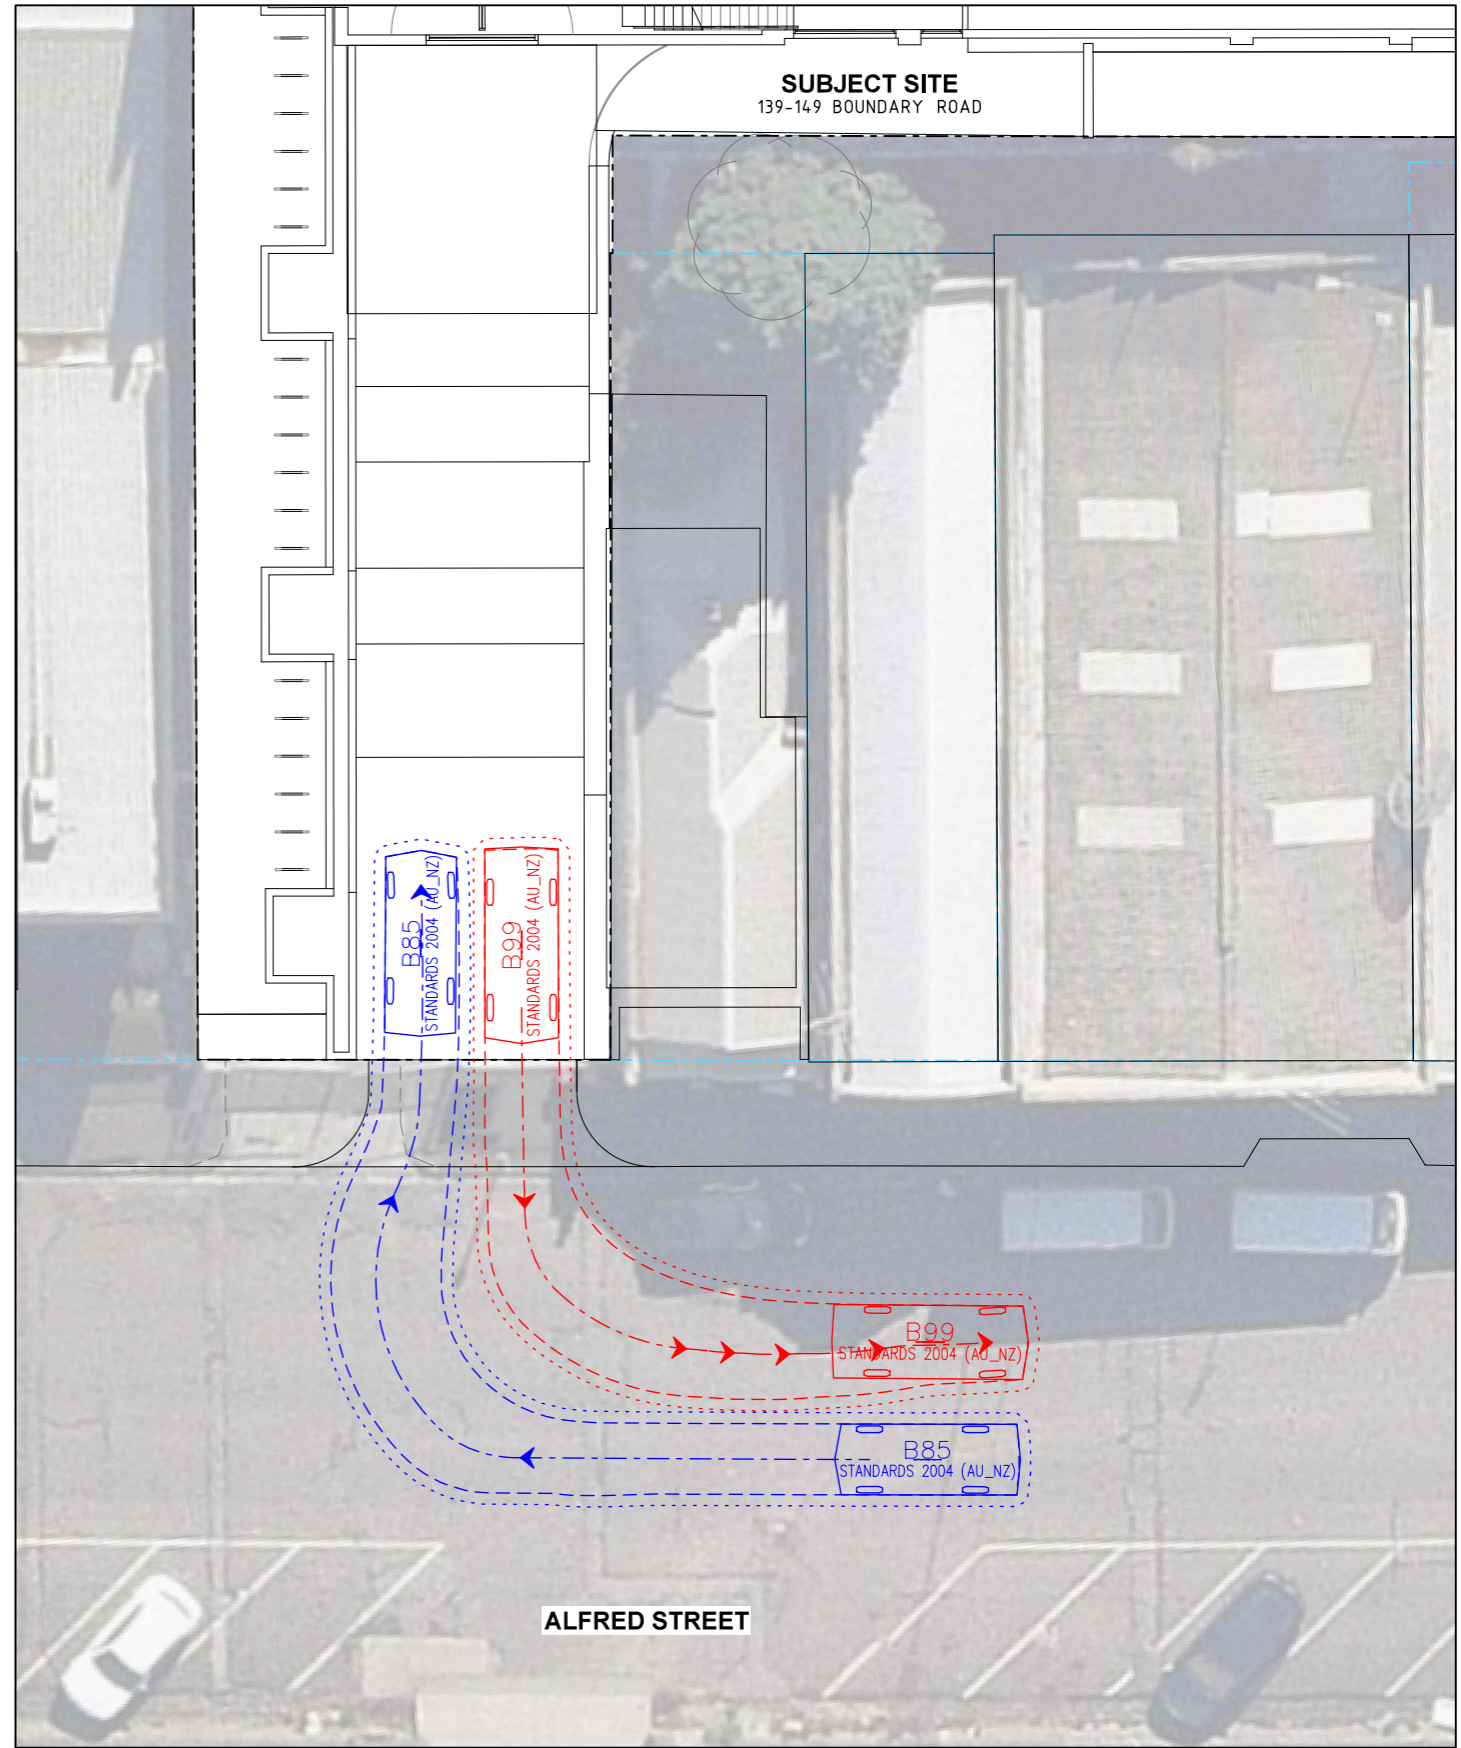 SUBJECT SITE
139-149 BOUNDARY ROAD
B85
STANDARDS 2004 (AU_NZ)
B99
STANDARDS 2004 (AU_NZ)
B99
STANDARDS 2004 (AU_NZ)
B85
STANDARDS 2004 (AU_NZ)
ALFRED STREET